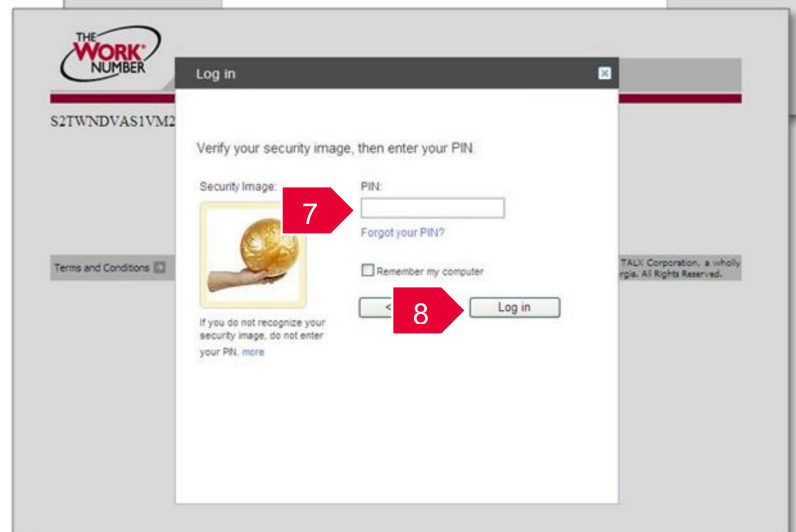 THE
WORK®
NUMBER
Log in
S2TWNDVAS1VM2
Verify your security image, then enter your PIN.
Security Image:
PIN:
7
Forgot your PIN?
Remember my computer
<
8
Log in
If you do not recognize your
security image, do not enter
your PIN. more
Terms and Conditions
TALX Corporation, a wholly
rgia. All Rights Reserved.